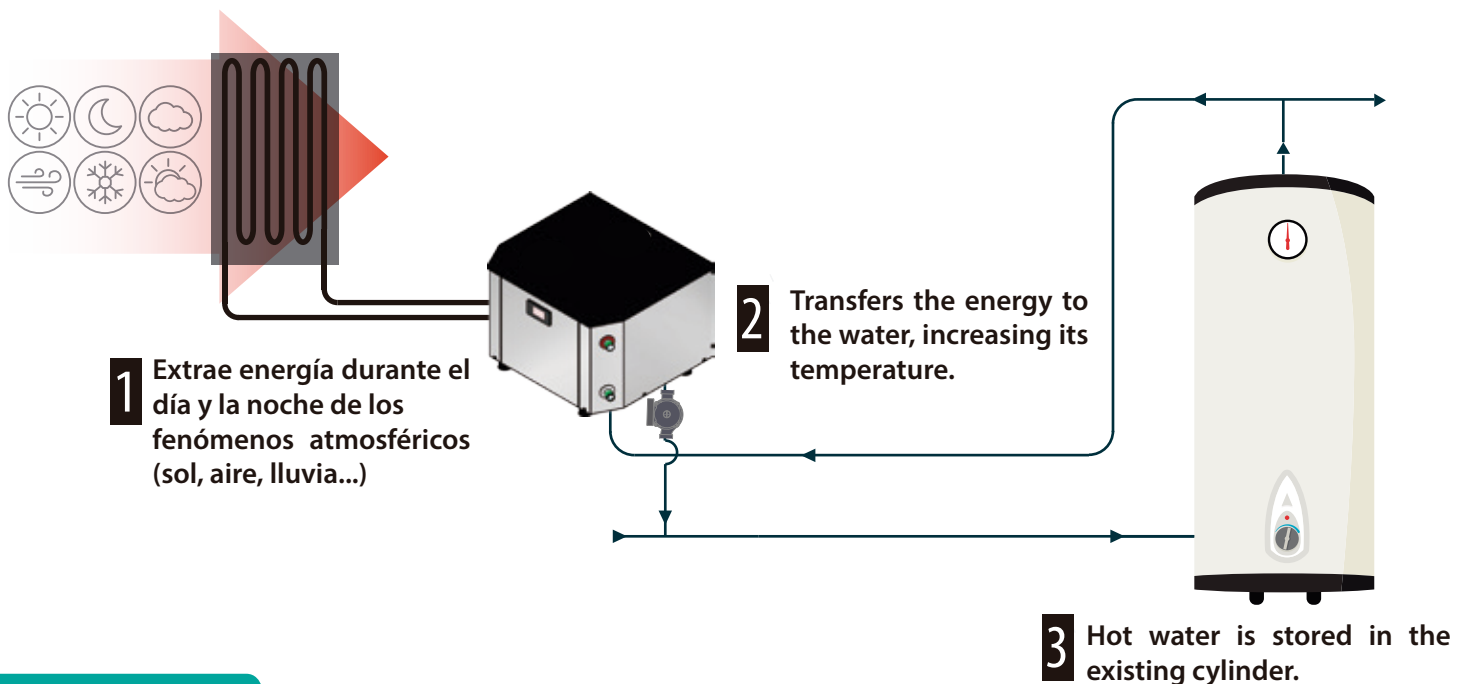 1
Extrae energía durante el
día y la noche de los
fenómenos atmosféricos
(sol, aire, lluvia...)
2
Transfers the energy to
the water, increasing its
temperature.
3
Hot water is stored in the
existing cylinder.